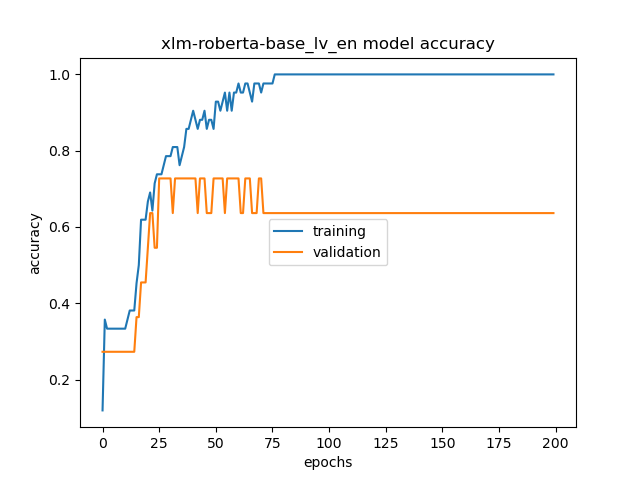 xlm-roberta-base_lv_en model accuracy
1.0
0.8
0.6
0.4
0.2
accuracy
training
validation
0 25 50 75 100 125 150 175 200
epochs